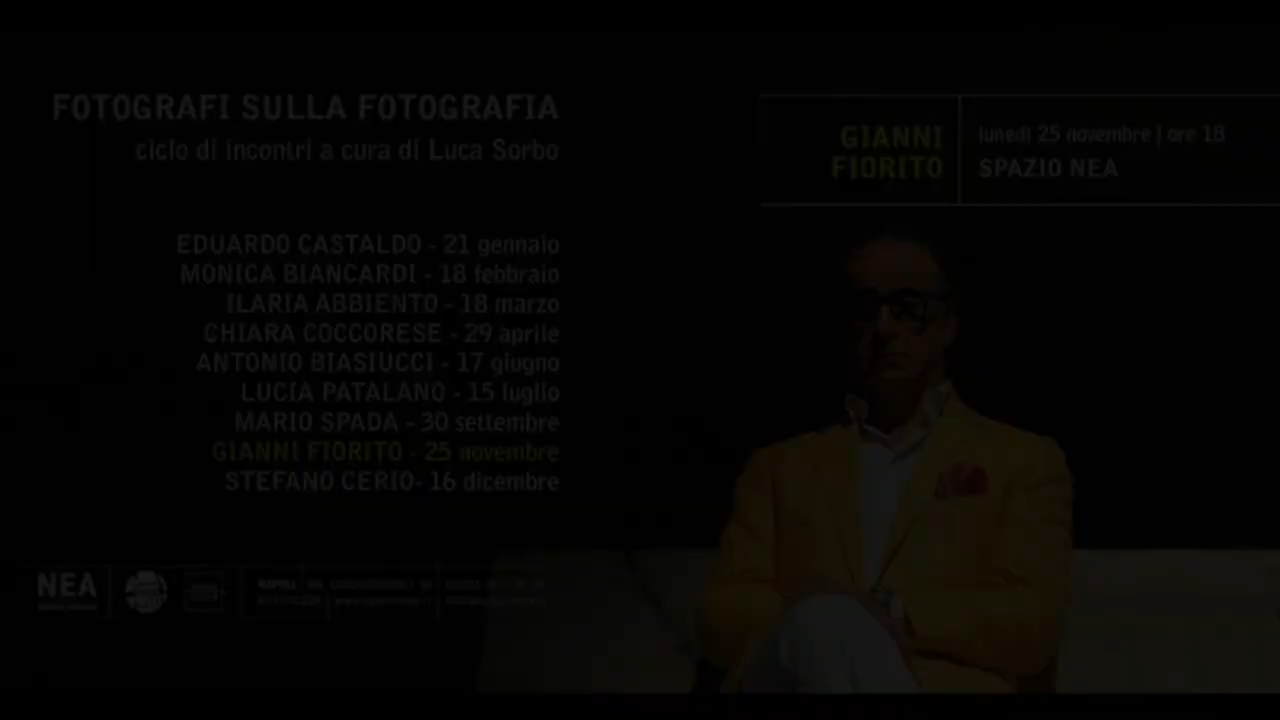 FOTOGRAFI SULLA FOTOGRAFIA
ciclo di incontri a cura di Luca Sorbo
EDUARDO CASTALDO - 21 gennaio
MONICA BIANCARDI - 18 febbraio
ILARIA ABBIENTO - 18 marzo
CHIARA COCCORESE - 29 aprile
ANTONIO BIASIUCCI - 17 giugno
LUCIA PATALANO - 15 luglio
MARIO SPADA - 30 settembre
GIANNI FIORITO - 25 novembre
STEFANO CERIO- 16 dicembre
NEA
NAPOLI
GIANNI
FIORITO
lunedì 25 novembre | ore 18
SPAZIO NEA